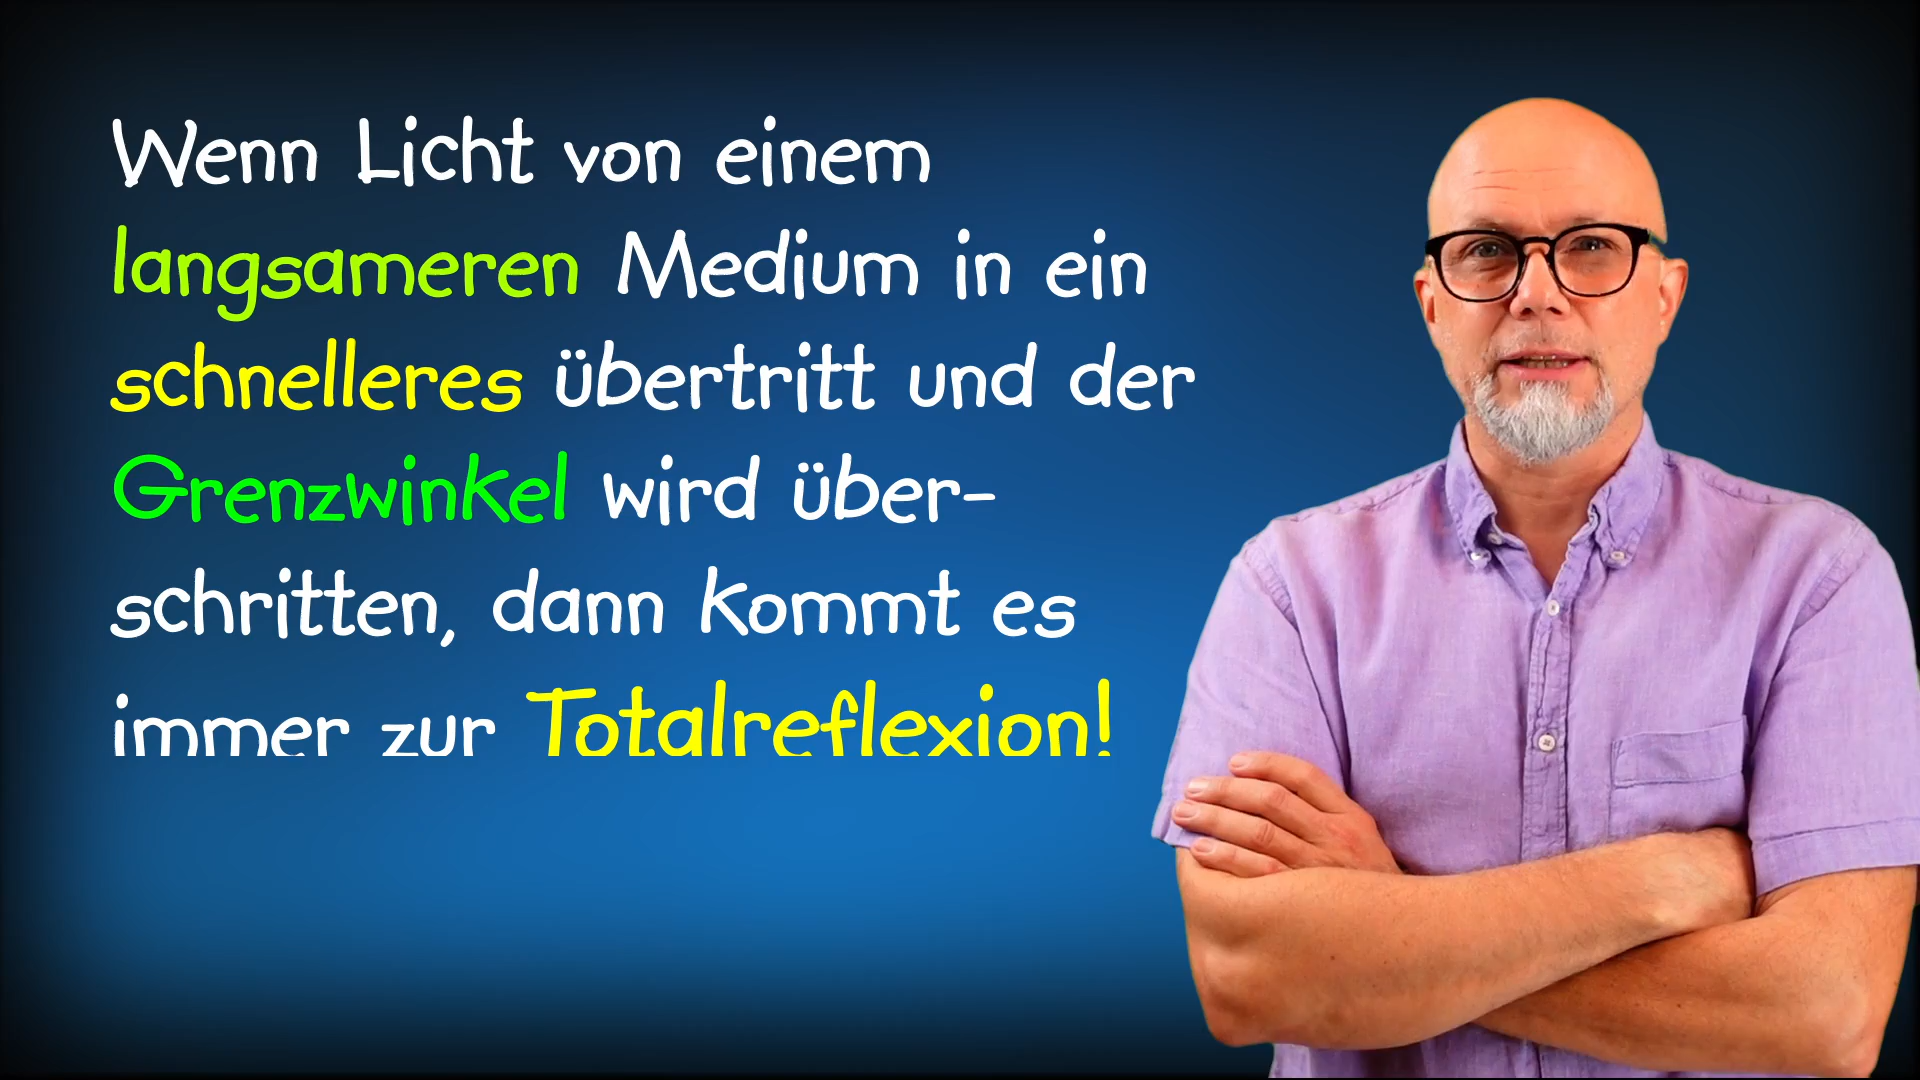 Wenn Licht von einem
langsameren Medium in ein
schnelleres übertritt und der
Grenzwinkel wird über-
schritten, dann kommt es
immer zur Totalreflexion!